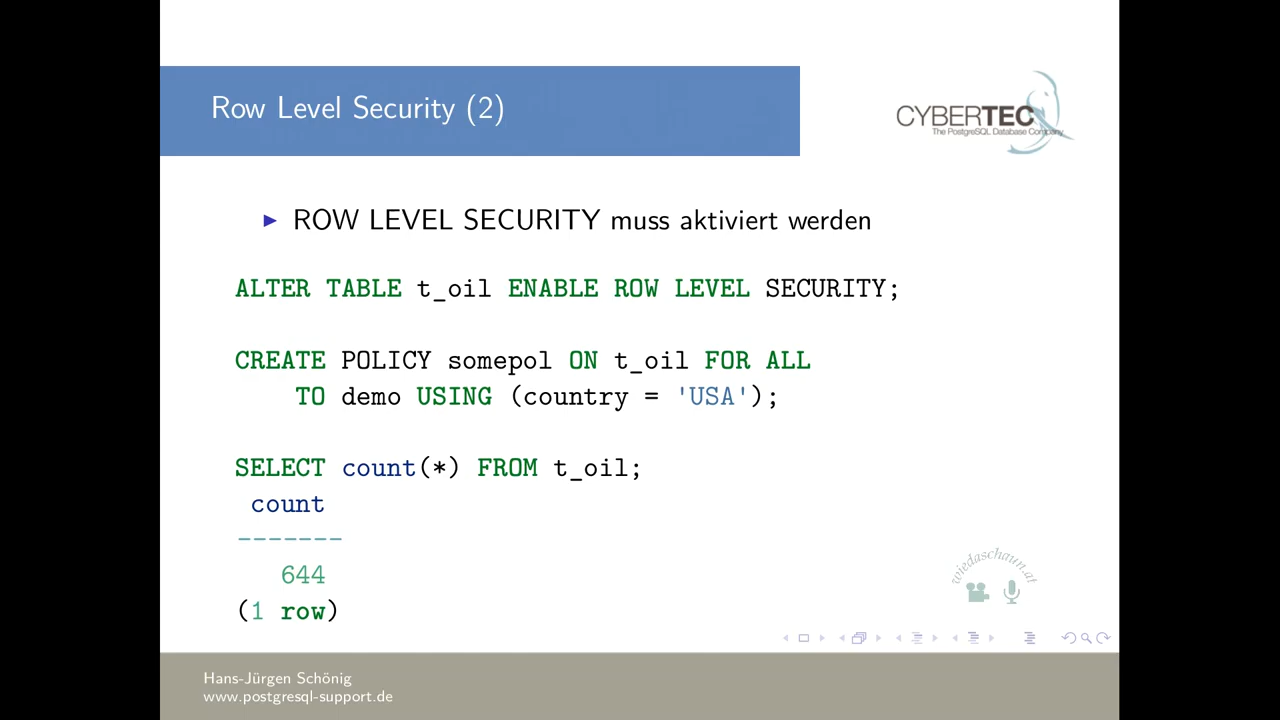 Row Level Security (2)
CYBERTEC
The PostgreSQL Database Company
ROW LEVEL SECURITY muss aktiviert werden
ALTER TABLE t_oil ENABLE ROW LEVEL SECURITY;
CREATE POLICY somepol ON t_oil FOR ALL
TO demo USING (country = 'USA');
SELECT count(*) FROM t_oil;
count
-------
644
(1 row)
wiedaschaun.at
Hans-Jürgen Schönig
www.postgresql-support.de